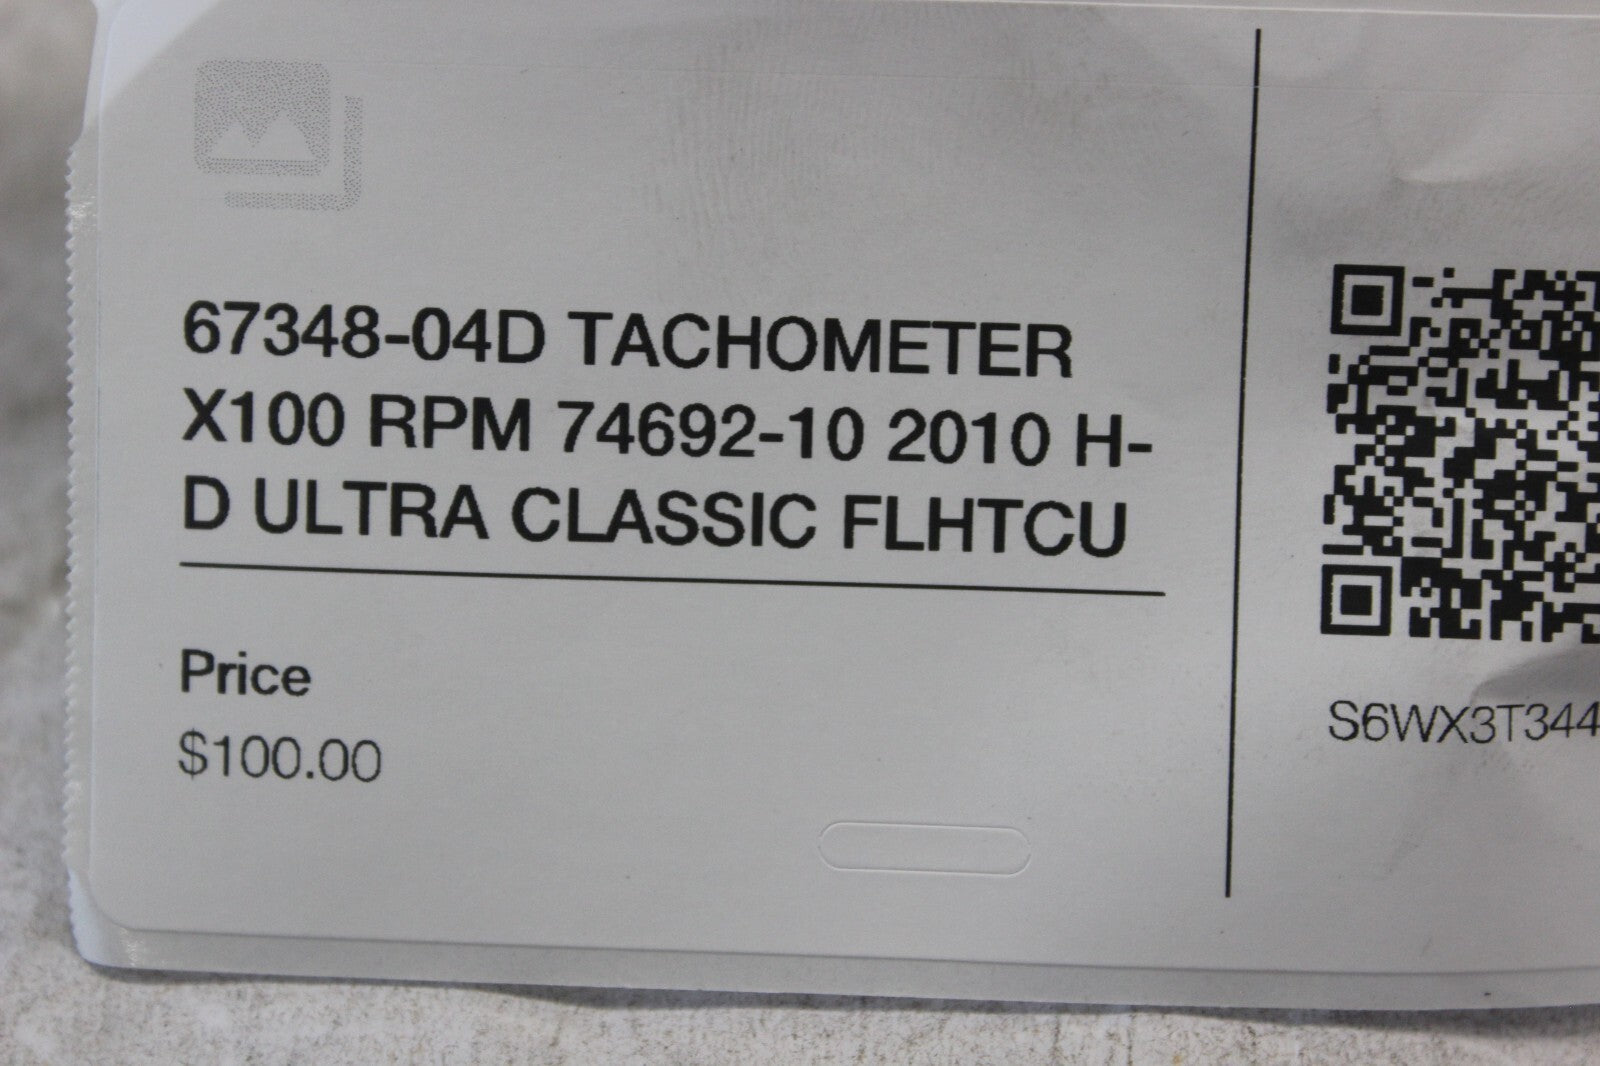 67348-04D TACHOMETER
X100 RPM 74692-10 2010 H-
D ULTRA CLASSIC FLHTCU
Price
$100.00
S6WX3T344